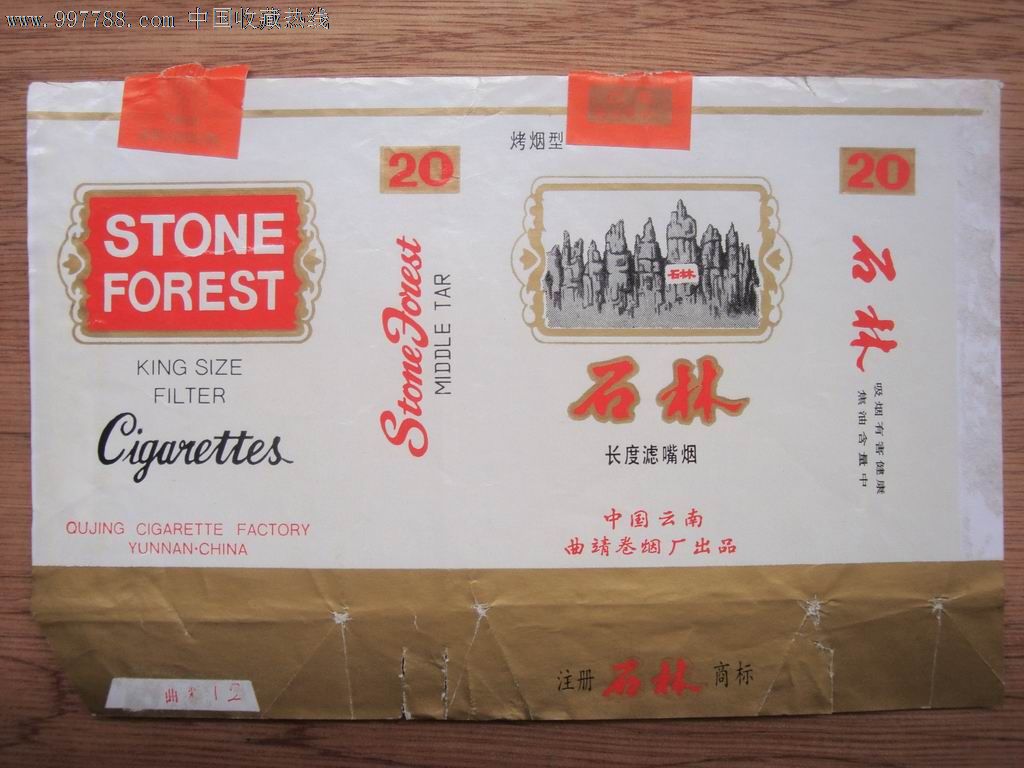 www.997788.com 中国收藏热线
STONE
FOREST
KING SIZE
FILTER
Cigarettes
QUJING CIGARETTE FACTORY
YUNNAN·CHINA
20
Stone Forest
MIDDLE TAR
烤烟型
石林
石林
长度滤嘴烟
中国云南
曲靖卷烟厂出品
注册 石林 商标
20
石林
吸烟有害健康
焦油含量中
12